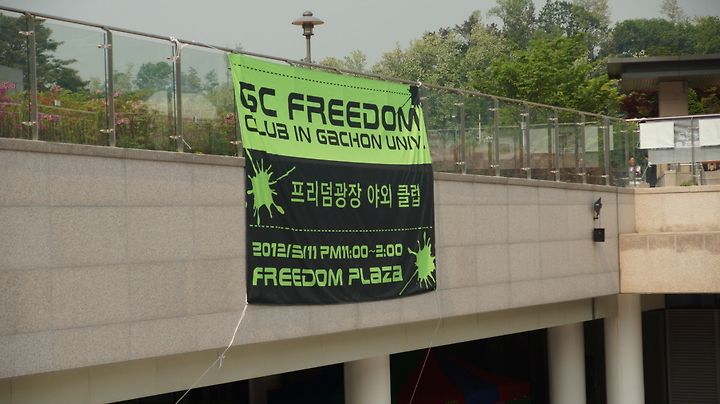 GC FREEDOM
CLUB IN GACHON UNIV.
프리덤광장 야외 클럽
2012/5/11 PM11:00~2:00
FREEDOM PLAZA